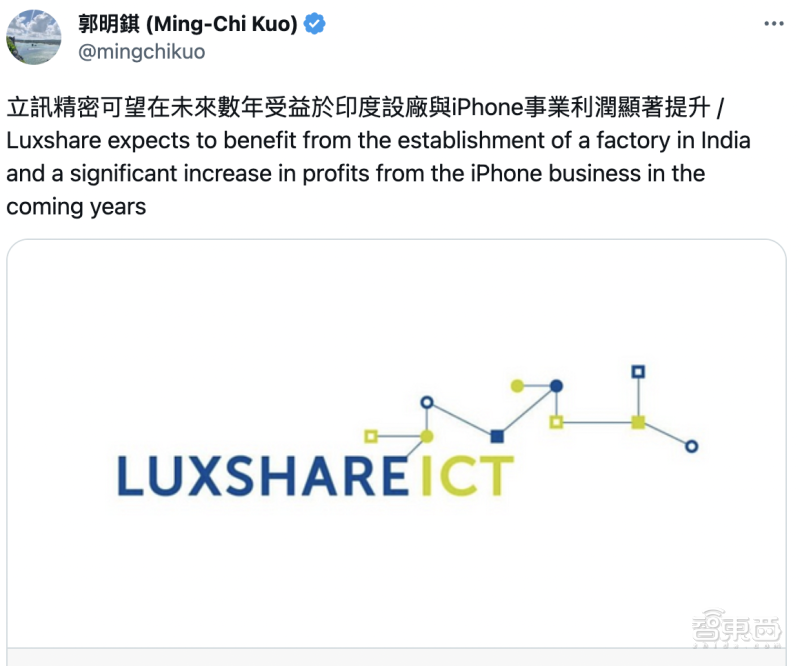 郭明錤 (Ming-Chi Kuo)
@mingchikuo
立訊精密可望在未來數年受益於印度設廠與iPhone事業利潤顯著提升 /
Luxshare expects to benefit from the establishment of a factory in India
and a significant increase in profits from the iPhone business in the
coming years
LUXSHARE ICT
智東西